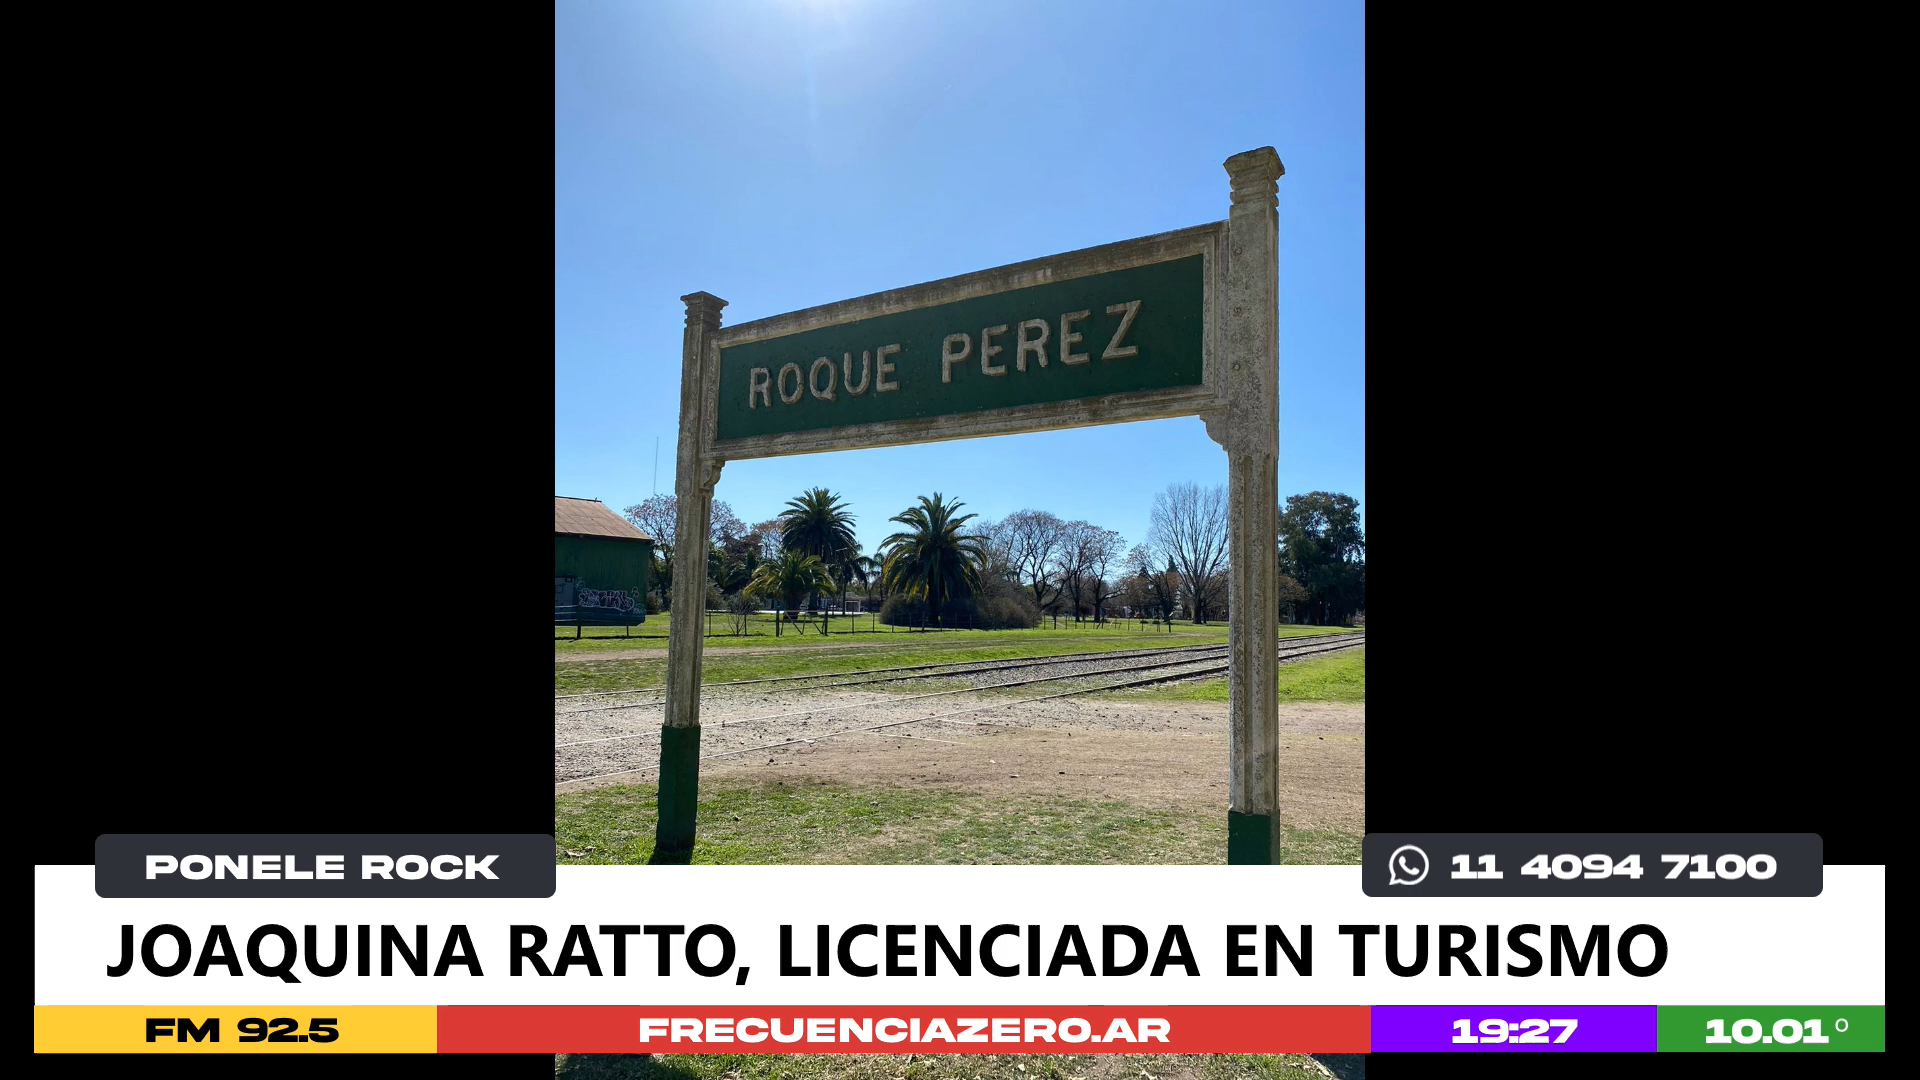 ROQUE PEREZ
PONELE ROCK
11 4094 7100
JOAQUINA RATTO, LICENCIADA EN TURISMO
FM 92.5
FRECUENCIAZERO.AR
19:27
10.01°